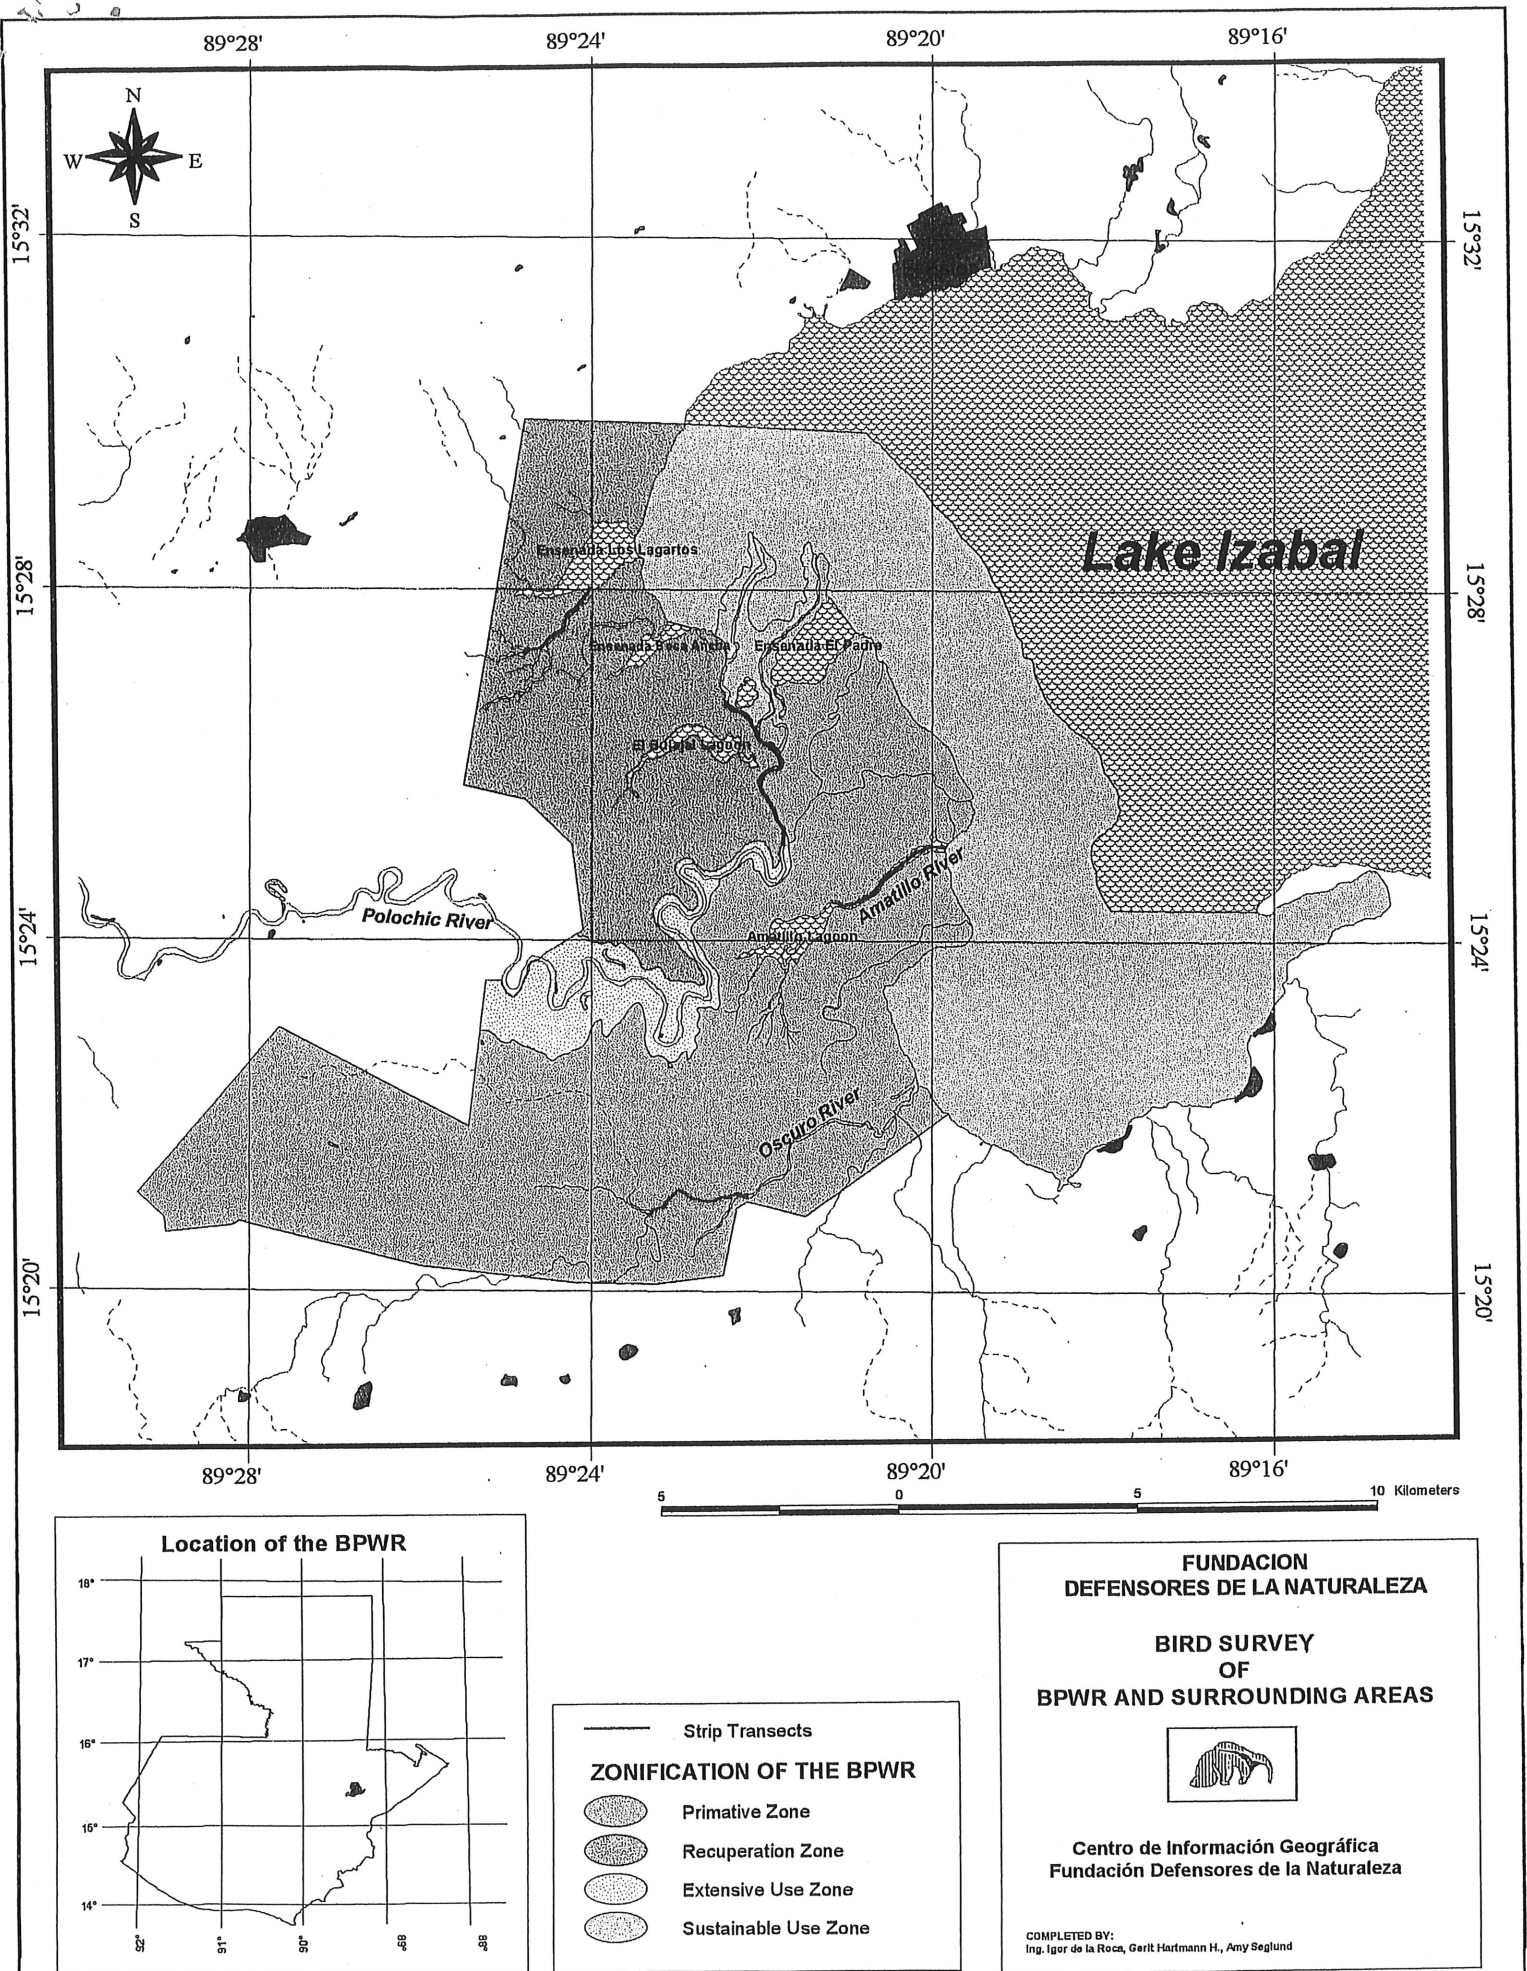 89°28'
89°24'
89°20'
89°16'
N
W
E
S
15°32'
15°32'
Lake Izabal
Ensenada Los Lagartos
15°28'
15°28'
Ensenada Boca Ancha
Ensenada El Padre
Lagoon
Amatillo River
Polochic River
Amatillo Lagoon
15°24'
15°24'
Oscuro River
15°20'
15°20'
89°28'
89°24'
89°20'
89°16'
5
0
5
10 Kilometers
Location of the BPWR
18°
17°
16°
15°
14°
92°
91°
90°
89°
88°
Strip Transects
ZONIFICATION OF THE BPWR
Primative Zone
Recuperation Zone
Extensive Use Zone
Sustainable Use Zone
FUNDACION
DEFENSORES DE LA NATURALEZA
BIRD SURVEY
OF
BPWR AND SURROUNDING AREAS
Centro de Información Geográfica
Fundación Defensores de la Naturaleza
COMPLETED BY:
Ing. Igor de la Roca, Gerit Hartmann H., Amy Seglund